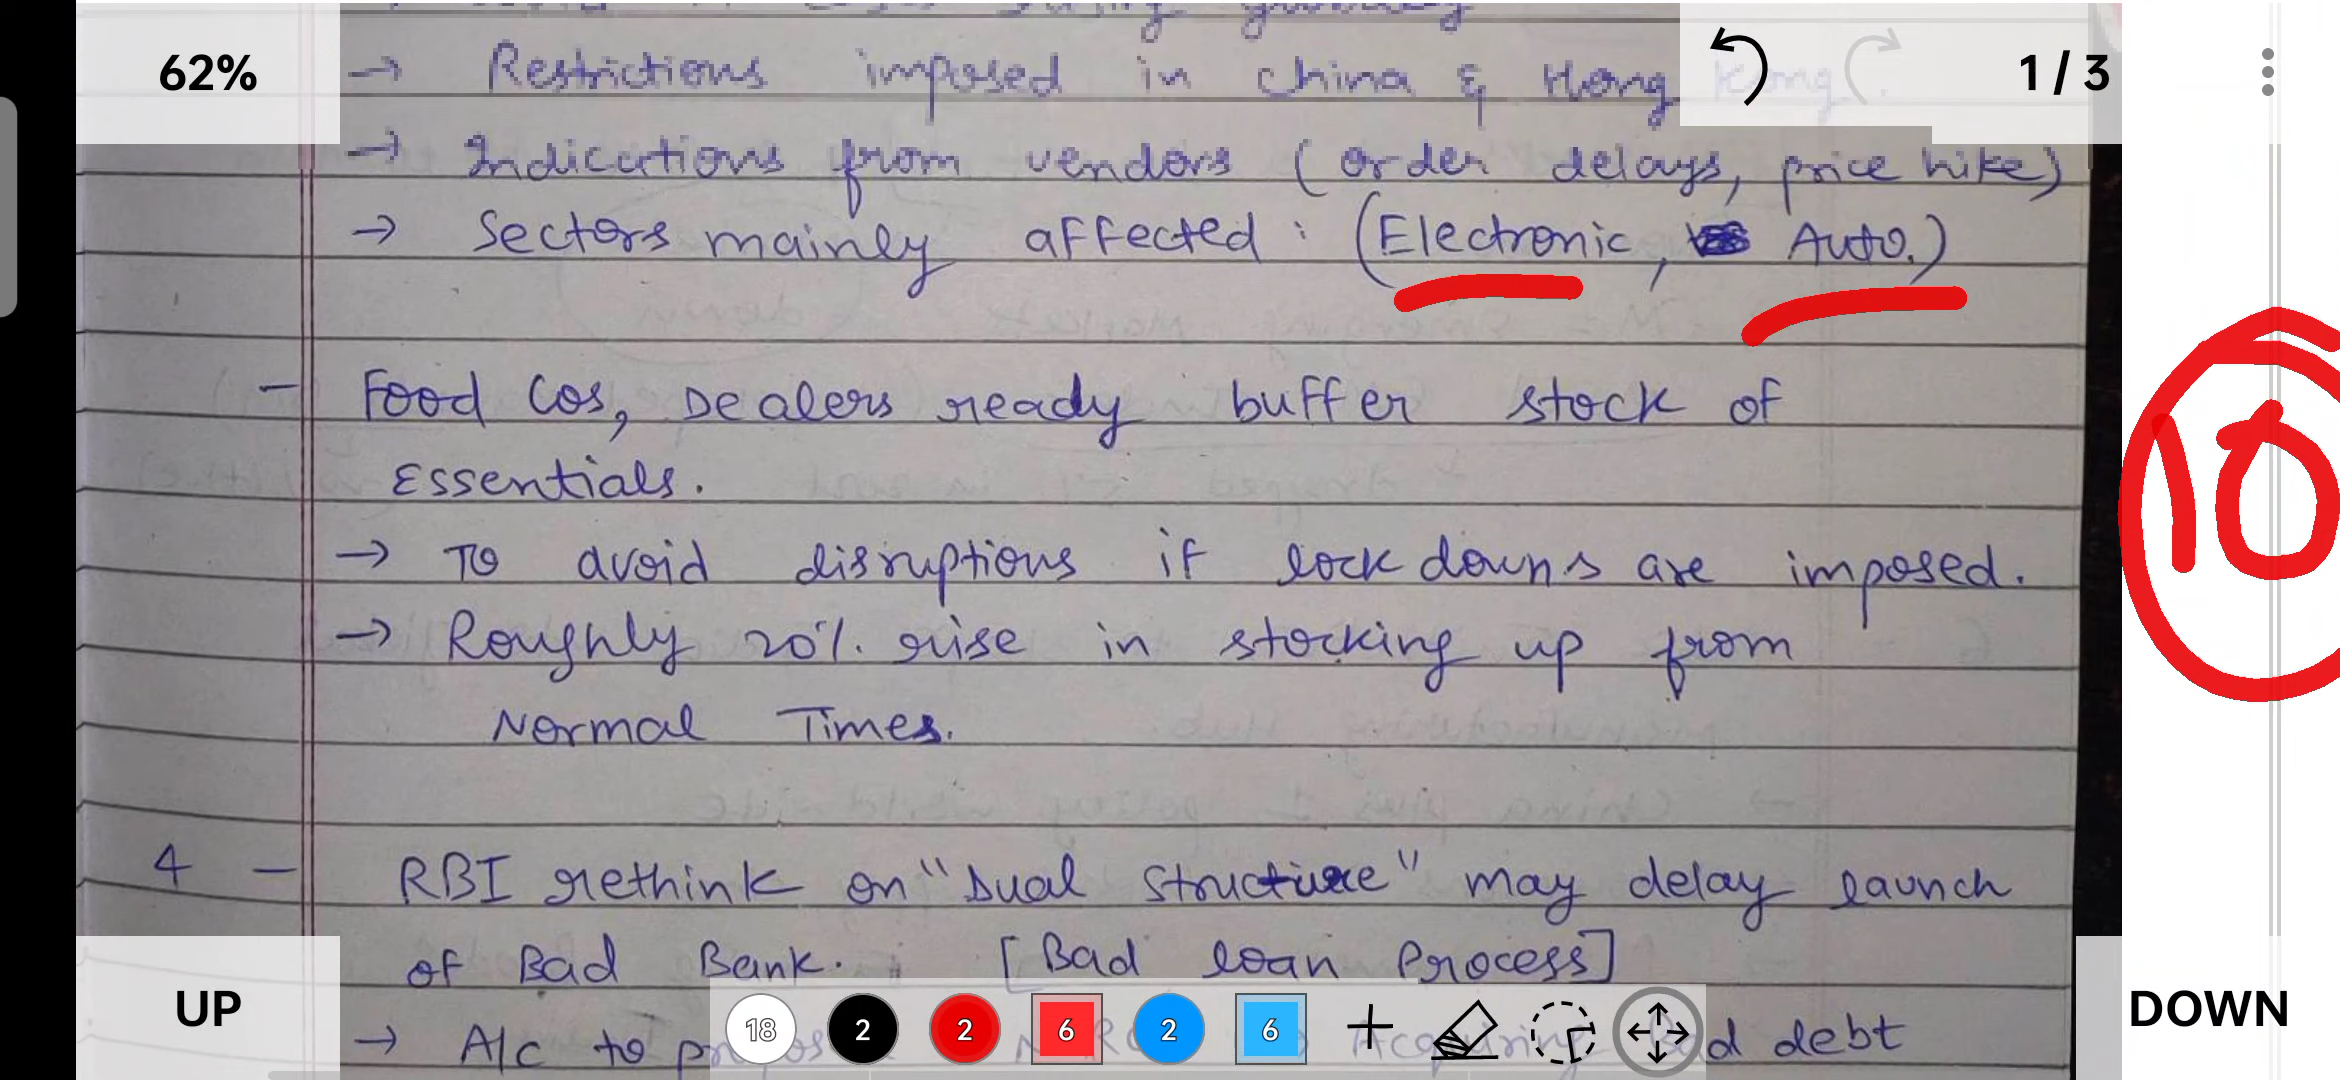 62%
1 / 3
→ Restrictions imposed in china & Hong Kong.
→ Indications from vendors (order delays, price hike)
→ Sectors mainly affected : (Electronic, Auto.)
10
- Food Cos, Dealers ready buffer stock of
Essentials.
→ To avoid disruptions if lockdowns are imposed.
→ Roughly 20%. rise in stocking up from
Normal Times.
4 - RBI rethink on "Dual Structure" may delay launch
of Bad Bank. [Bad loan Process]
→ A/c to debt
UP
DOWN
18 2 2 6 2 6